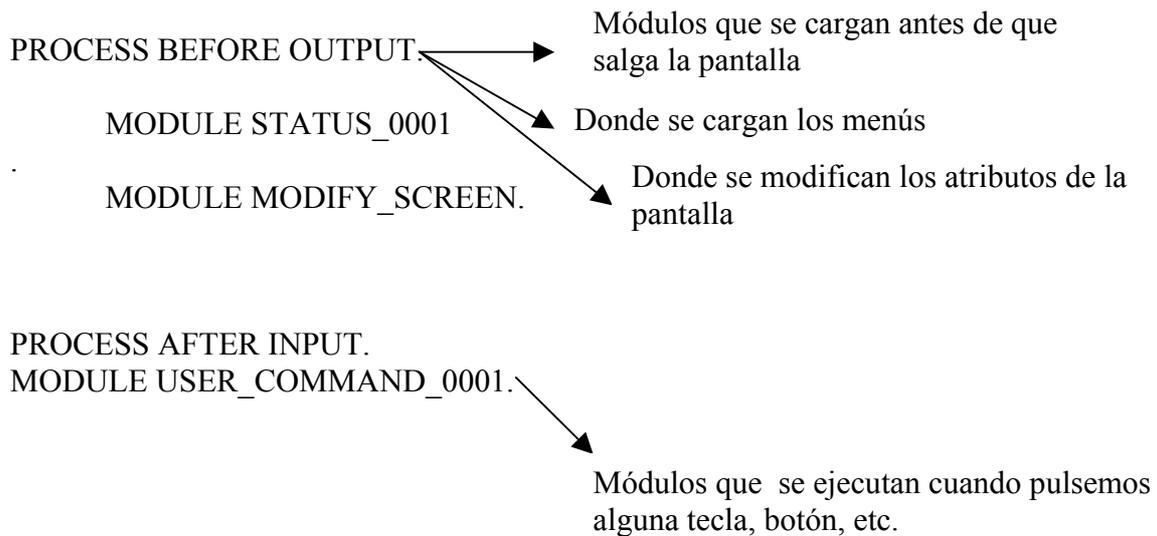 PROCESS BEFORE OUTPUT.
Módulos que se cargan antes de que
salga la pantalla
MODULE STATUS_0001
Donde se cargan los menús
.
MODULE MODIFY_SCREEN.
Donde se modifican los atributos de la
pantalla
PROCESS AFTER INPUT.
MODULE USER_COMMAND_0001.
Módulos que se ejecutan cuando pulsemos
alguna tecla, botón, etc.